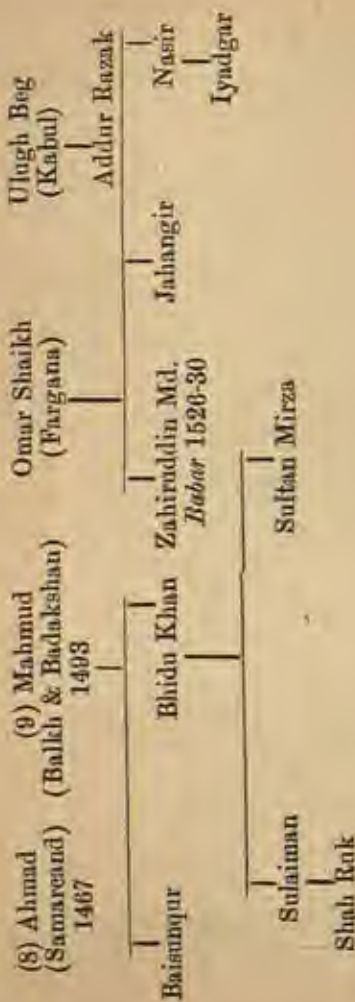 (8) Ahmad
(Samarcand)
1467
(9) Mahmud
(Balkh & Badakshan)
1493
Omar Shaikh
(Fargana)
Ulugh Beg
(Kabul)
Addur Razak
Baisunqur
Bhidu Khan
Zahiruddin Md.
Babar 1526-30
Jahangir
Nasir
Iyadgar
Sulaiman
Shah Ruk
Sultan Mirza